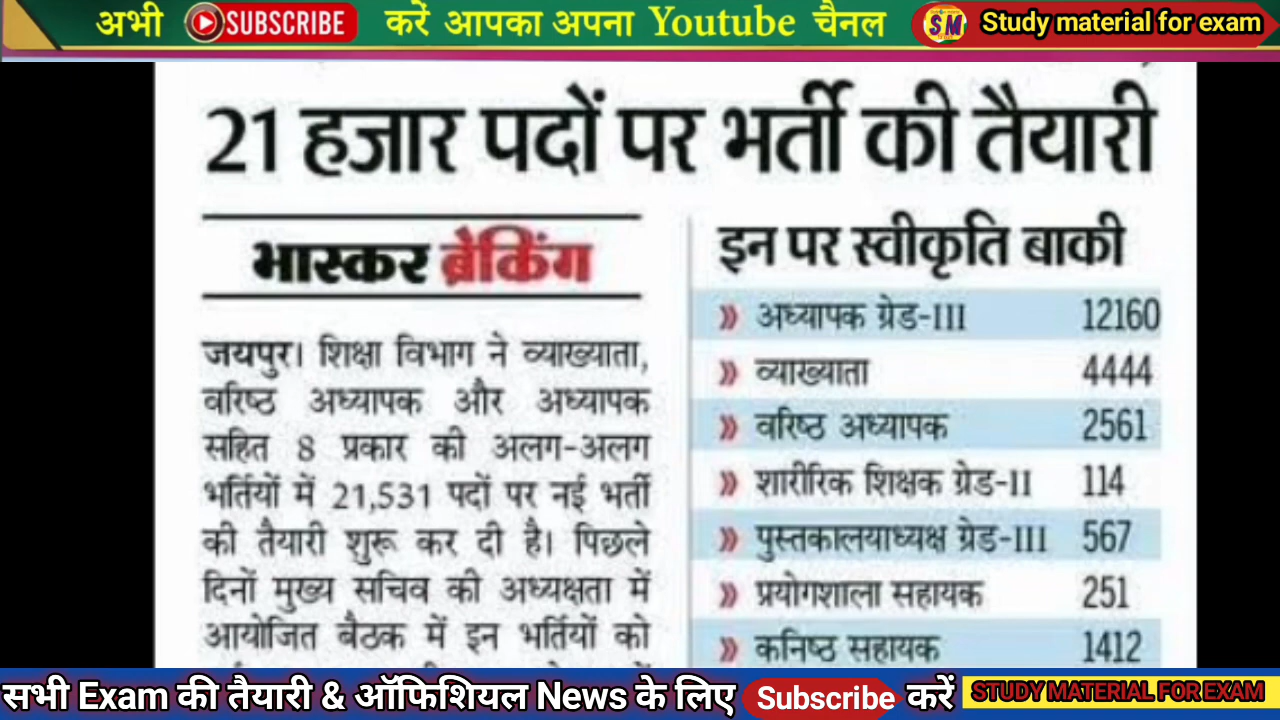 अभी SUBSCRIBE करें आपका अपना Youtube चैनल SM Study material for exam
21 हजार पदों पर भर्ती की तैयारी
भास्कर ब्रेकिंग
जयपुर। शिक्षा विभाग ने व्याख्याता,
वरिष्ठ अध्यापक और अध्यापक
सहित 8 प्रकार की अलग-अलग
भर्तियों में 21,531 पदों पर नई भर्ती
की तैयारी शुरू कर दी है। पिछले
दिनों मुख्य सचिव की अध्यक्षता में
आयोजित बैठक में इन भर्तियों को
इन पर स्वीकृति बाकी
» अध्यापक ग्रेड-III 12160
» व्याख्याता 4444
» वरिष्ठ अध्यापक 2561
» शारीरिक शिक्षक ग्रेड-II 114
» पुस्तकालयाध्यक्ष ग्रेड-III 567
» प्रयोगशाला सहायक 251
» कनिष्ठ सहायक 1412
सभी Exam की तैयारी & ऑफिशियल News के लिए Subscribe करें STUDY MATERIAL FOR EXAM